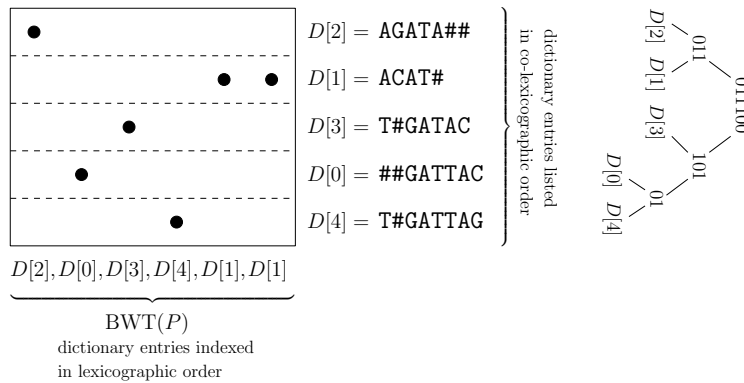 D[2] = AGATA##
D[1] = ACAT#
D[3] = T#GATAC
D[0] = ##GATTAC
D[4] = T#GATTAG
dictionary entries listed
in co-lexicographic order
D[2], D[0], D[3], D[4], D[1], D[1]
BWT(P)
dictionary entries indexed
in lexicographic order
011100
011
101
01
D[2]
D[1]
D[3]
D[0]
D[4]